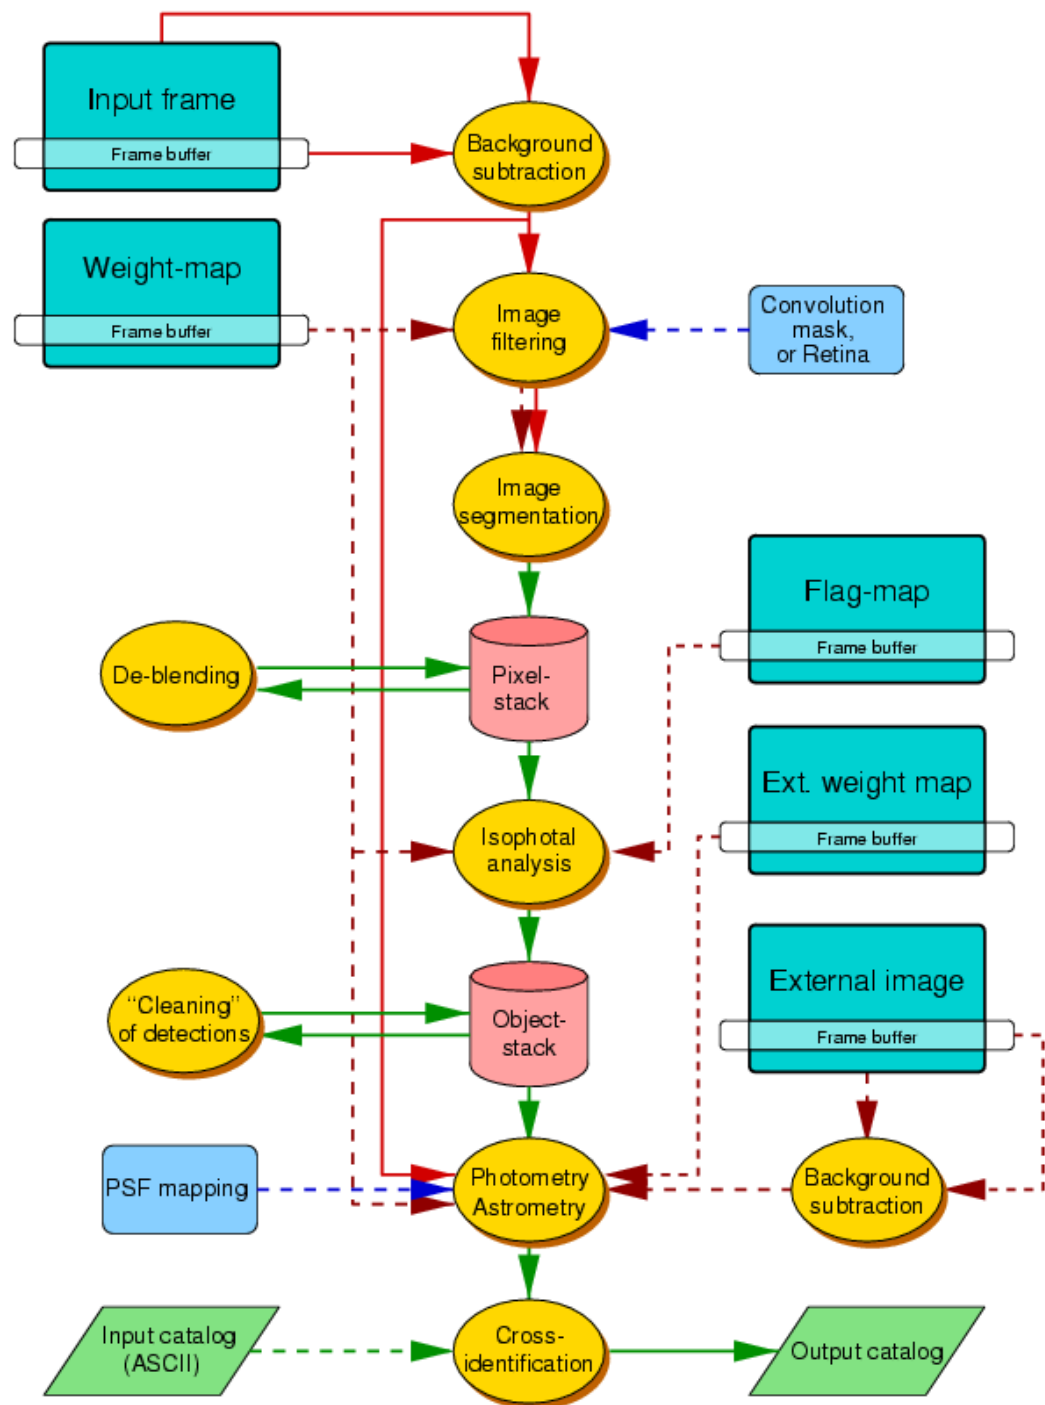 Input frame
Frame buffer
Background
subtraction
Weight-map
Frame buffer
Image
filtering
Convolution
mask,
or Retina
Image
segmentation
Flag-map
Frame buffer
De-blending
Pixel-
stack
Ext. weight map
Frame buffer
Isophotal
analysis
External image
Frame buffer
“Cleaning”
of detections
Object-
stack
PSF mapping
Photometry
Astrometry
Background
subtraction
Input catalog
(ASCII)
Cross-
identification
Output catalog